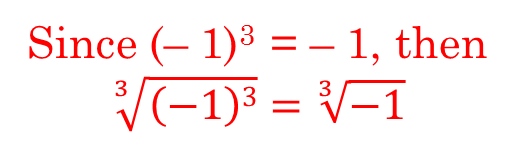 Since (– 1)³ = – 1, then
∛(−1)³ = ∛−1